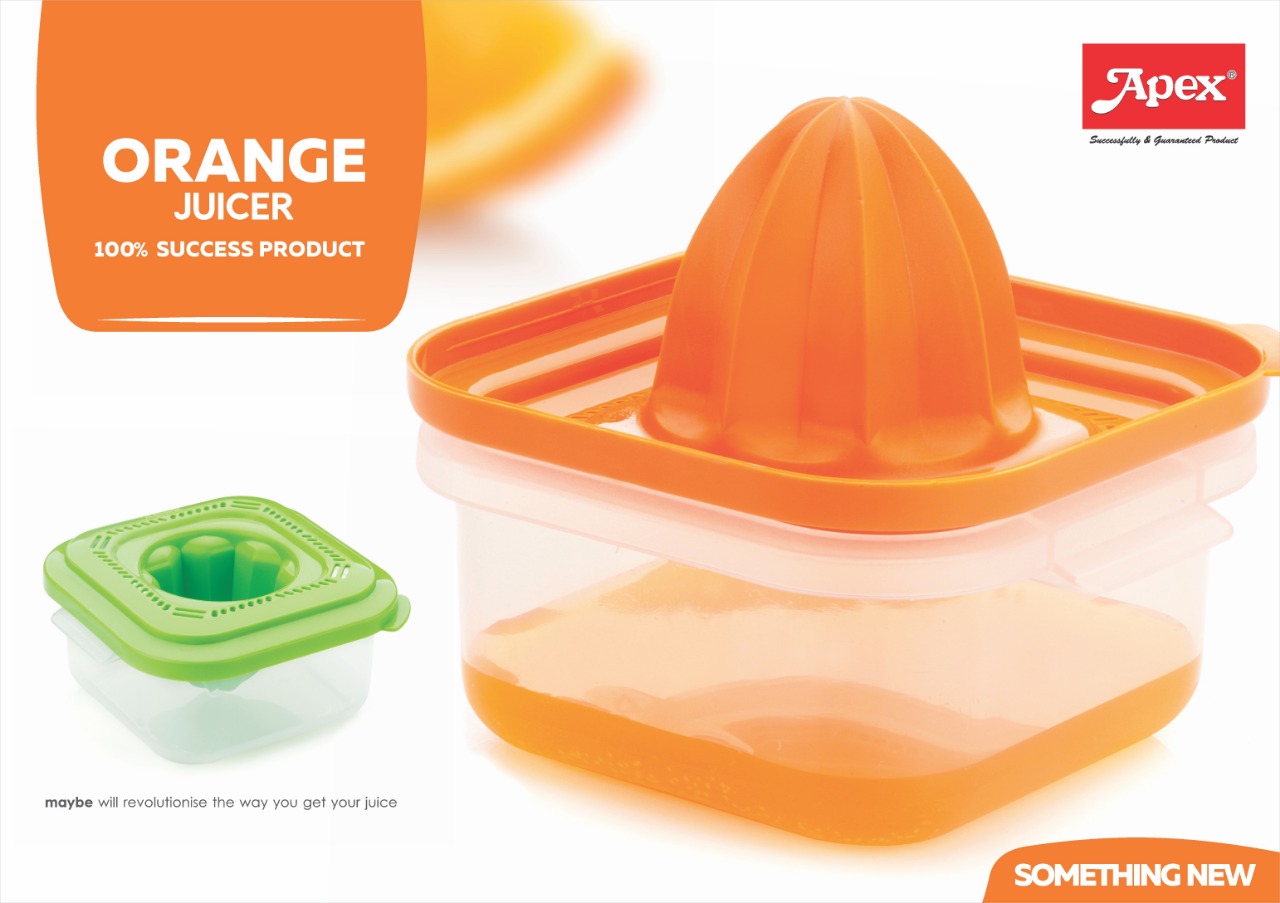 ORANGE
JUICER
100% SUCCESS PRODUCT
Apex®
Successfully & Guaranteed Product
maybe will revolutionise the way you get your juice
SOMETHING NEW